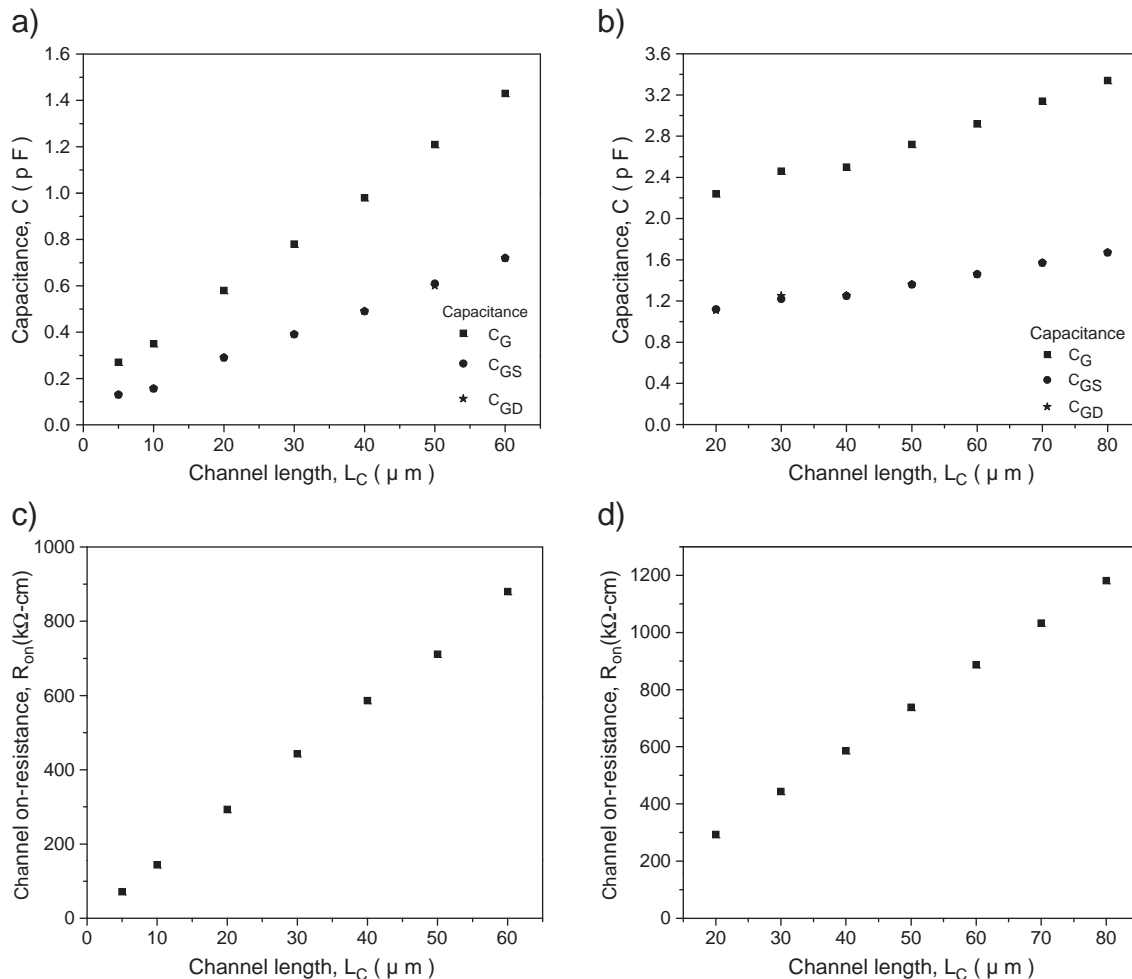 a)
1.6
1.4
1.2
1.0
0.8
0.6
0.4
0.2
0.0
Capacitance, C ( p F )
0 10 20 30 40 50 60
Channel length, L_C ( µ m )
Capacitance
C_G
C_GS
C_GD
b)
3.6
3.2
2.8
2.4
2.0
1.6
1.2
0.8
0.4
0.0
Capacitance, C ( p F )
20 30 40 50 60 70 80
Channel length, L_C ( µ m )
Capacitance
C_G
C_GS
C_GD
c)
1000
800
600
400
200
0
Channel on-resistance, R_on(kΩ-cm)
0 10 20 30 40 50 60
Channel length, L_C ( µ m )
d)
1200
1000
800
600
400
200
0
Channel on-resistance, R_on(kΩ-cm)
20 30 40 50 60 70 80
Channel length, L_C ( µ m )